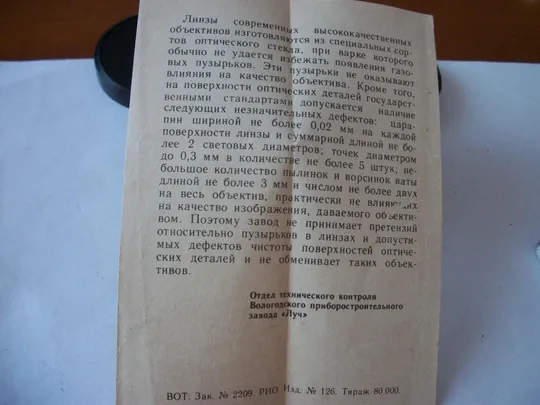 Линзы современных высококачественных
объективов изготовляются из специальных сор-
тов оптического стекла, при варке которого
обычно не удается избежать появления газо-
вых пузырьков. Эти пузырьки не оказывают
влияния на качество объектива. Кроме того,
на поверхности оптических деталей государст-
венными стандартами допускается наличие
следующих незначительных дефектов: цара-
пин шириной не более 0,02 мм на каждой
поверхности линзы и суммарной длиной не бо-
лее 2 световых диаметров; точек диаметром
до 0,3 мм в количестве не более 5 штук; не-
большое количество пылинок и ворсинок ваты
длиной не более 3 мм и числом не более двух
на весь объектив, практически не влияющих
на качество изображения, даваемого объекти-
вом. Поэтому завод не принимает претензий
относительно пузырьков в линзах и допусти-
мых дефектов чистоты поверхностей оптиче-
ских деталей и не обменивает таких объек-
тивов.
Отдел технического контроля
Вологодского приборостроительного
завода «Луч»
ВОТ. Зак. № 2209. РИО Изд. № 126. Тираж 80 000.